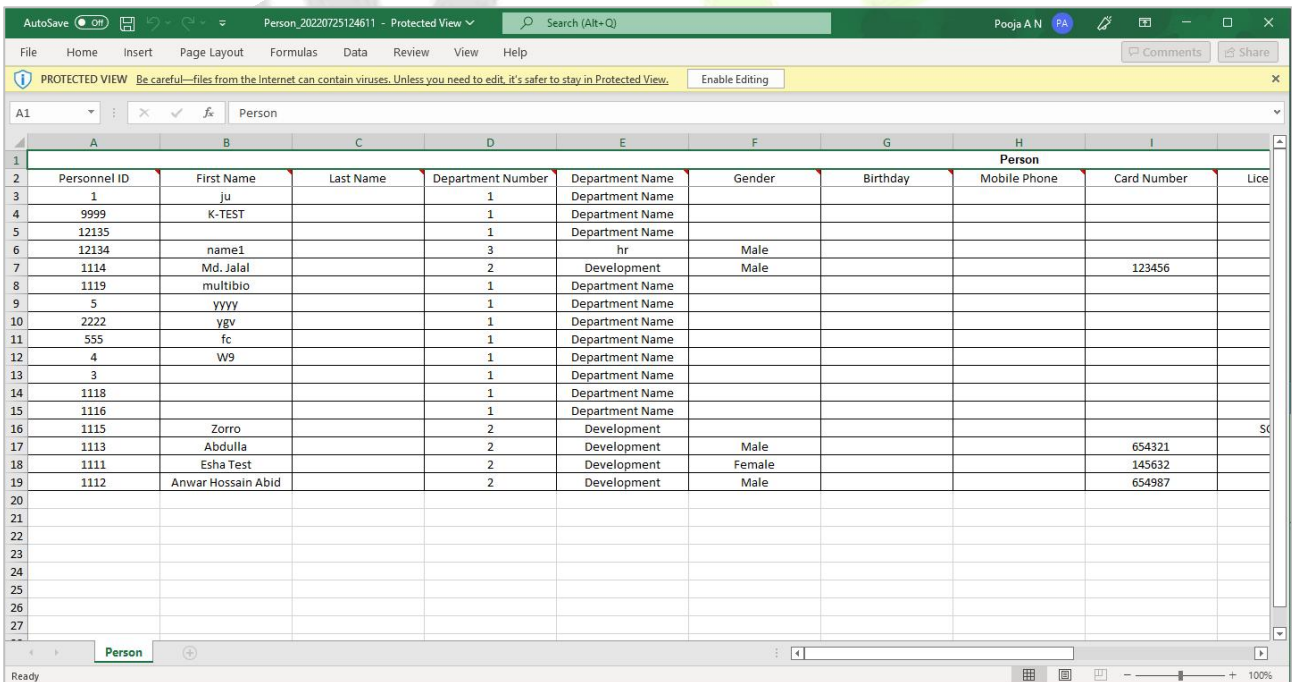 AutoSave Off Person_20220725124611 - Protected View Search (Alt+Q) Pooja A N PA
File Home Insert Page Layout Formulas Data Review View Help Comments Share
PROTECTED VIEW Be careful—files from the Internet can contain viruses. Unless you need to edit, it's safer to stay in Protected View. Enable Editing
A1 fx Person
A B C D E F G H I
1 Person
2 Personnel ID First Name Last Name Department Number Department Name Gender Birthday Mobile Phone Card Number Lice
3 1 ju 1 Department Name
4 9999 K-TEST 1 Department Name
5 12135 1 Department Name
6 12134 name1 3 hr Male
7 1114 Md. Jalal 2 Development Male 123456
8 1119 multibio 1 Department Name
9 5 yyyy 1 Department Name
10 2222 ygv 1 Department Name
11 555 fc 1 Department Name
12 4 W9 1 Department Name
13 3 1 Department Name
14 1118 1 Department Name
15 1116 1 Department Name
16 1115 Zorro 2 Development
17 1113 Abdulla 2 Development Male 654321
18 1111 Esha Test 2 Development Female 145632
19 1112 Anwar Hossain Abid 2 Development Male 654987
20
21
22
23
24
25
26
27
Person
Ready 100%